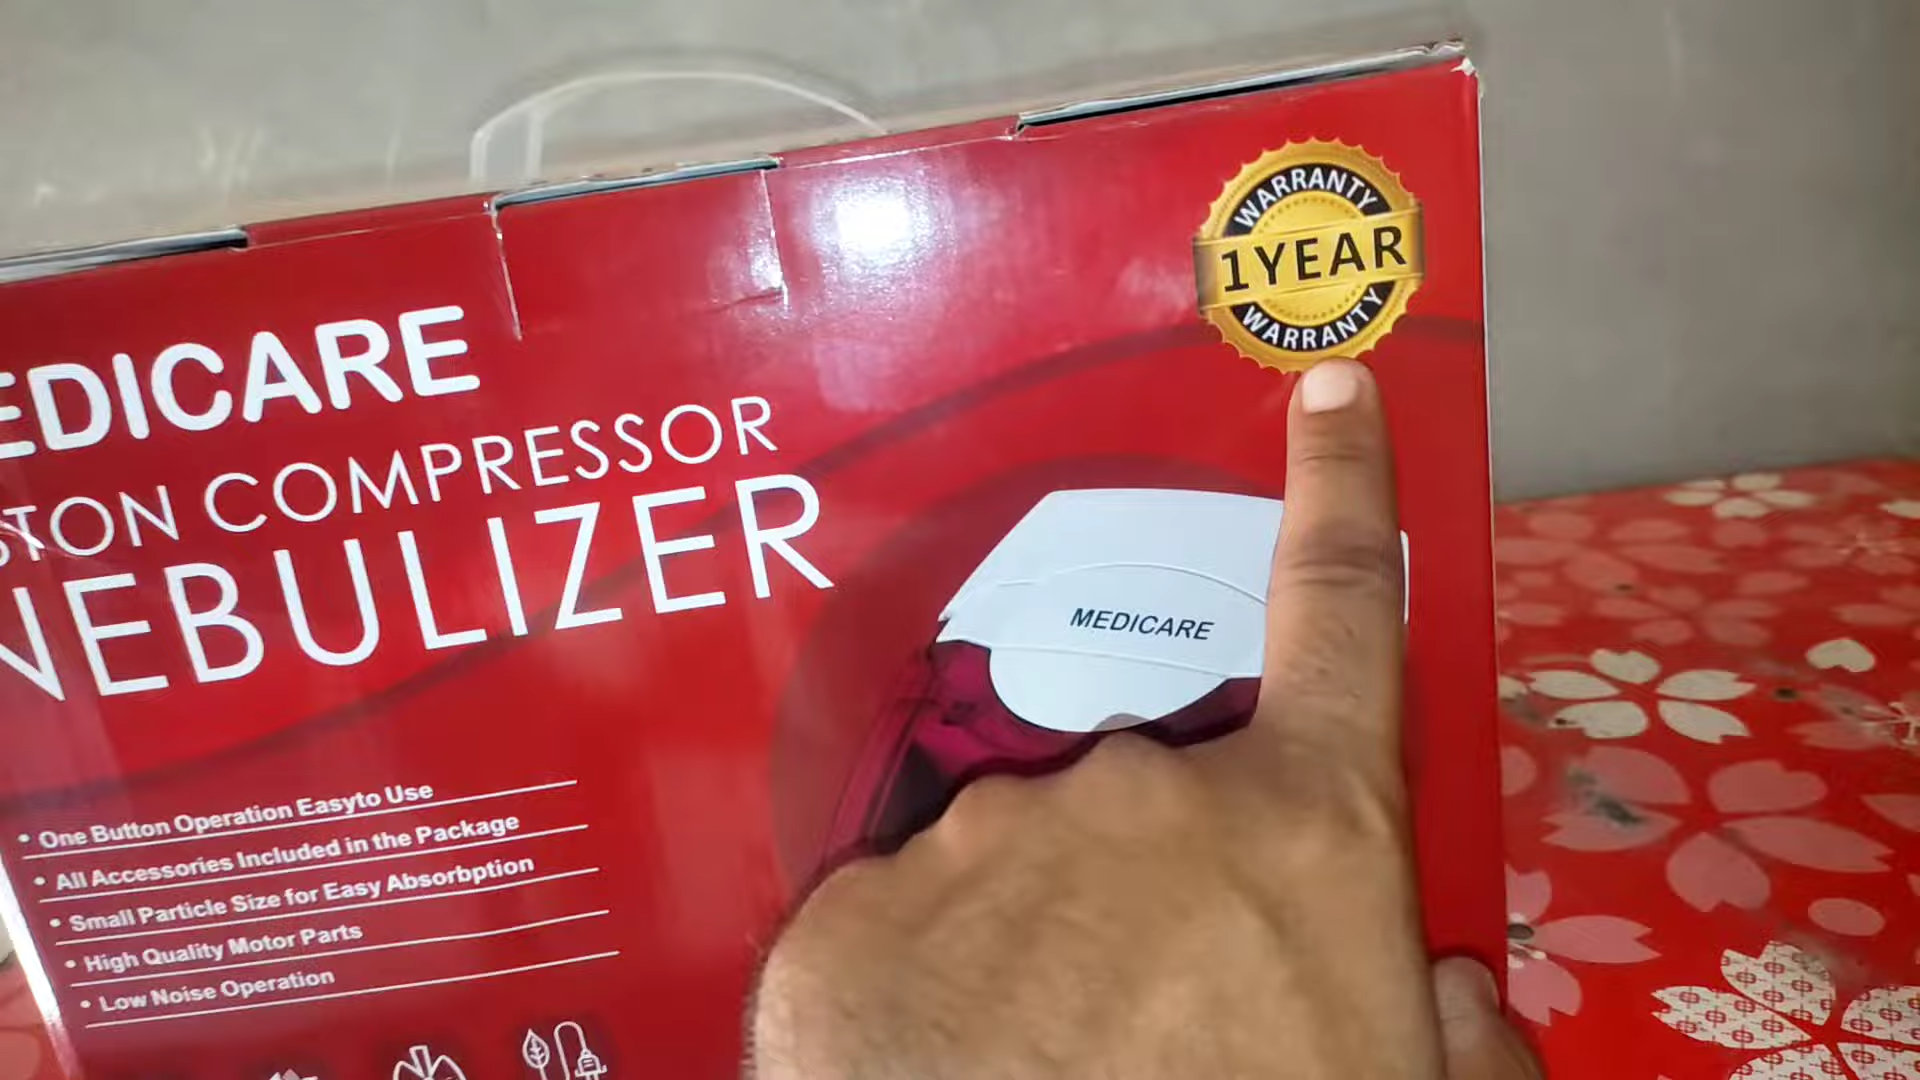 WARRANTY
1YEAR
WARRANTY
EDICARE
STON COMPRESSOR
NEBULIZER
MEDICARE
• One Button Operation Easyto Use
• All Accessories Included in the Package
• Small Particle Size for Easy Absorbption
• High Quality Motor Parts
• Low Noise Operation